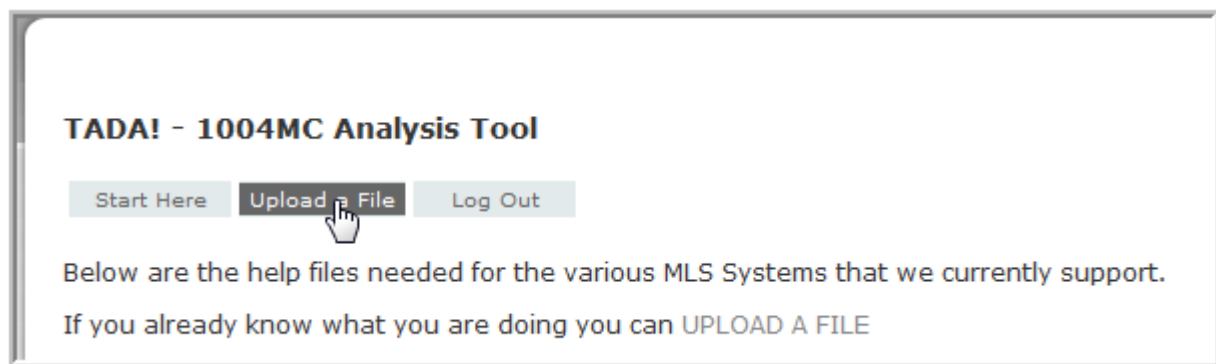 TADA! - 1004MC Analysis Tool
Start Here Upload a File Log Out
Below are the help files needed for the various MLS Systems that we currently support.
If you already know what you are doing you can UPLOAD A FILE